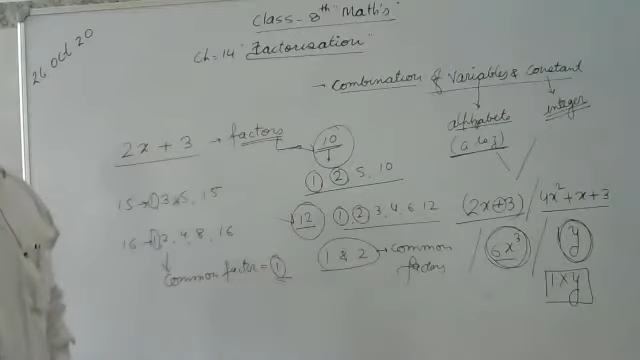 Class - 8th "Maths"
26 Oct 20
Ch-14 "Factorisation"
→ Combination of Variables & Constant
alphabets
(a to z)
integer
2x + 3 → factors
10
① ② 5, 10
15 → ① 3, 5, 15
12 ① ② 3, 4, 6 12
(2x+3) / 4x² + x + 3
16 → ① 2, 4, 8, 16
1 & 2 → common
factors
6x³
1y
Common factor = ①
1 x y